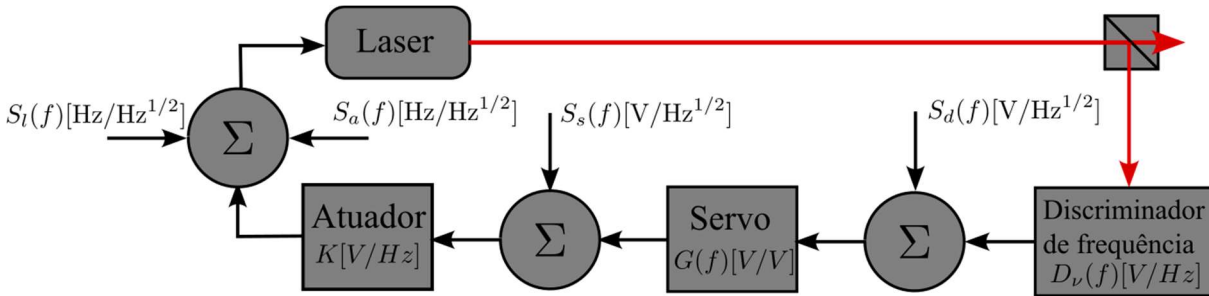 Laser
S_l(f)[Hz/Hz^{1/2}]
S_a(f)[Hz/Hz^{1/2}]
S_s(f)[V/Hz^{1/2}]
S_d(f)[V/Hz^{1/2}]
Σ
Atuador
K[V/Hz]
Σ
Servo
G(f)[V/V]
Σ
Discriminador
de frequência
D_ν(f)[V/Hz]